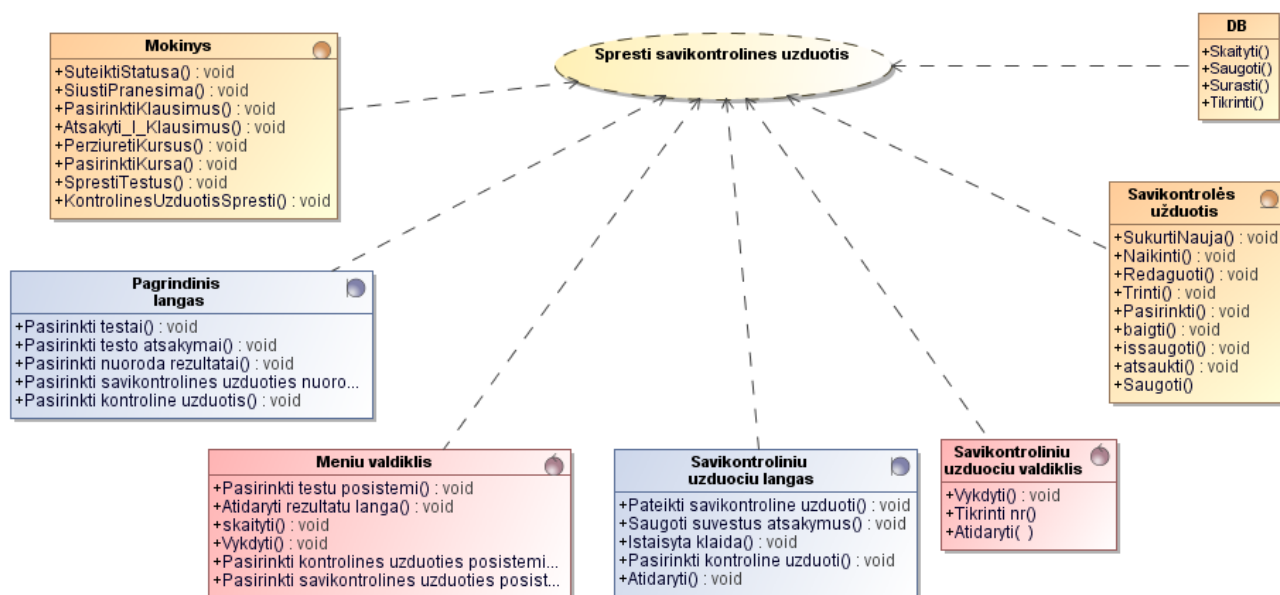 Mokinys
+SuteiktiStatusa() : void
+SiustiPranesima() : void
+PasirinktiKlausimus() : void
+Atsakyti_I_Klausimus() : void
+PerziuretiKursus() : void
+PasirinktiKursa() : void
+SprestiTestus() : void
+KontrolinesUzduotisSpresti() : void
Spresti savikontrolines uzduotis
DB
+Skaityti()
+Saugoti()
+Surasti()
+Tikrinti()
Savikontrolės
užduotis
+SukurtiNauja() : void
+Naikinti() : void
+Redaguoti() : void
+Trinti() : void
+Pasirinkti() : void
+baigti() : void
+issaugoti() : void
+atsaukti() : void
+Saugoti()
Pagrindinis
langas
+Pasirinkti testai() : void
+Pasirinkti testo atsakymai() : void
+Pasirinkti nuoroda rezultatai() : void
+Pasirinkti savikontrolines uzduoties nuoro...
+Pasirinkti kontroline uzduotis() : void
Meniu valdiklis
+Pasirinkti testu posistemi() : void
+Atidaryti rezultatu langa() : void
+skaityti() : void
+Vykdyti() : void
+Pasirinkti kontrolines uzduoties posistemi...
+Pasirinkti savikontrolines uzduoties posist...
Savikontroliniu
uzduociu langas
+Pateikti savikontroline uzduoti() : void
+Saugoti suvestus atsakymus() : void
+Istaisyta klaida() : void
+Pasirinkti kontroline uzduoti() : void
+Atidaryti() : void
Savikontroliniu
uzduociu valdiklis
+Vykdyti() : void
+Tikrinti nr()
+Atidaryti( )